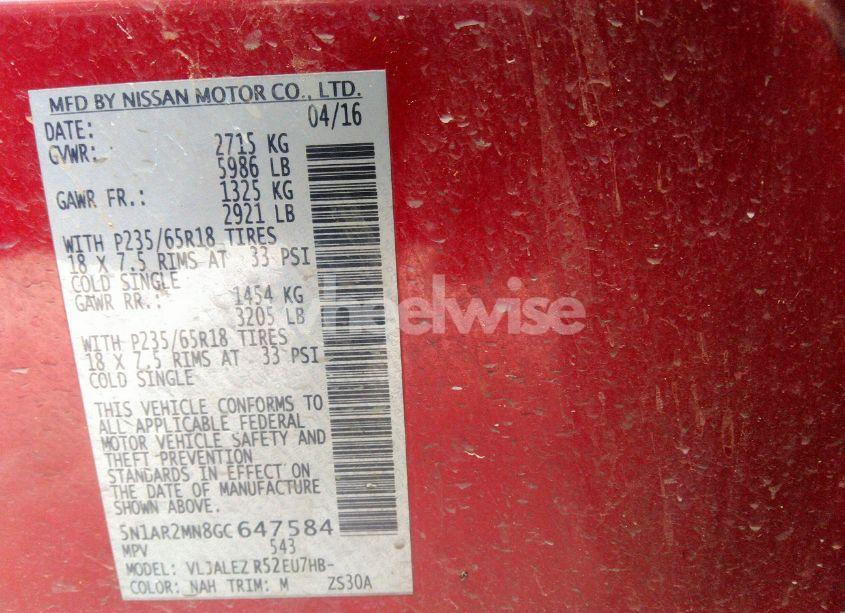 MFD BY NISSAN MOTOR CO., LTD.
DATE: 04/16
GVWR: 2715 KG
5986 LB
GAWR FR.: 1325 KG
2921 LB
WITH P235/65R18 TIRES
18 X 7.5 RIMS AT 33 PSI
COLD SINGLE
GAWR RR.: 1454 KG
3205 LB
WITH P235/65R18 TIRES
18 X 7.5 RIMS AT 33 PSI
COLD SINGLE
THIS VEHICLE CONFORMS TO
ALL APPLICABLE FEDERAL
MOTOR VEHICLE SAFETY AND
THEFT PREVENTION
STANDARDS IN EFFECT ON
THE DATE OF MANUFACTURE
SHOWN ABOVE.
5N1AR2MN8GC647584
MPV 543
MODEL: VLJALEZ R52EU7HB-
COLOR: NAH TRIM: M ZS30A
wheelwise